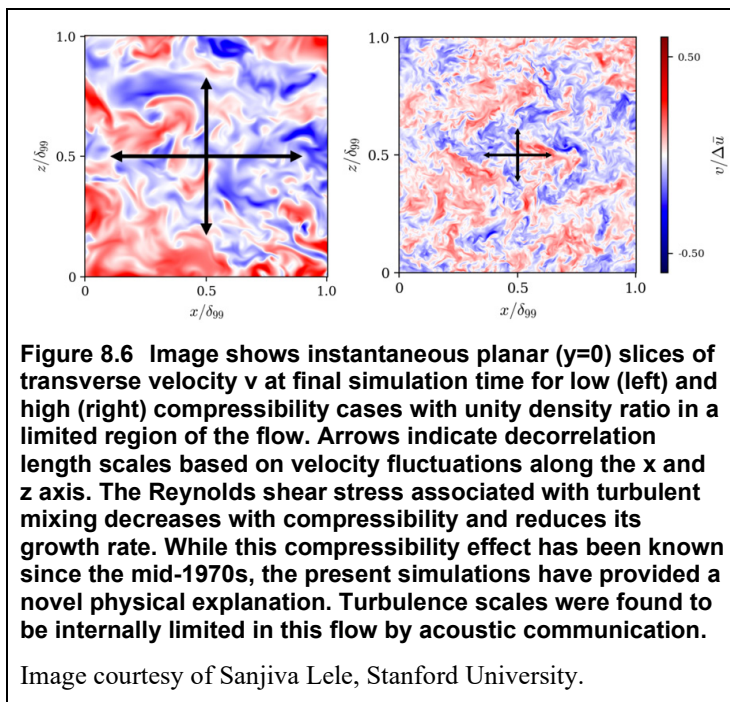 1.0
z/δ99
0.5
0
0
0.5
1.0
x/δ99
1.0
z/δ99
0.5
0
0
0.5
1.0
x/δ99
0.50
v/Δū
-0.50
Figure 8.6 Image shows instantaneous planar (y=0) slices of
transverse velocity v at final simulation time for low (left) and
high (right) compressibility cases with unity density ratio in a
limited region of the flow. Arrows indicate decorrelation
length scales based on velocity fluctuations along the x and
z axis. The Reynolds shear stress associated with turbulent
mixing decreases with compressibility and reduces its
growth rate. While this compressibility effect has been known
since the mid-1970s, the present simulations have provided a
novel physical explanation. Turbulence scales were found to
be internally limited in this flow by acoustic communication.
Image courtesy of Sanjiva Lele, Stanford University.